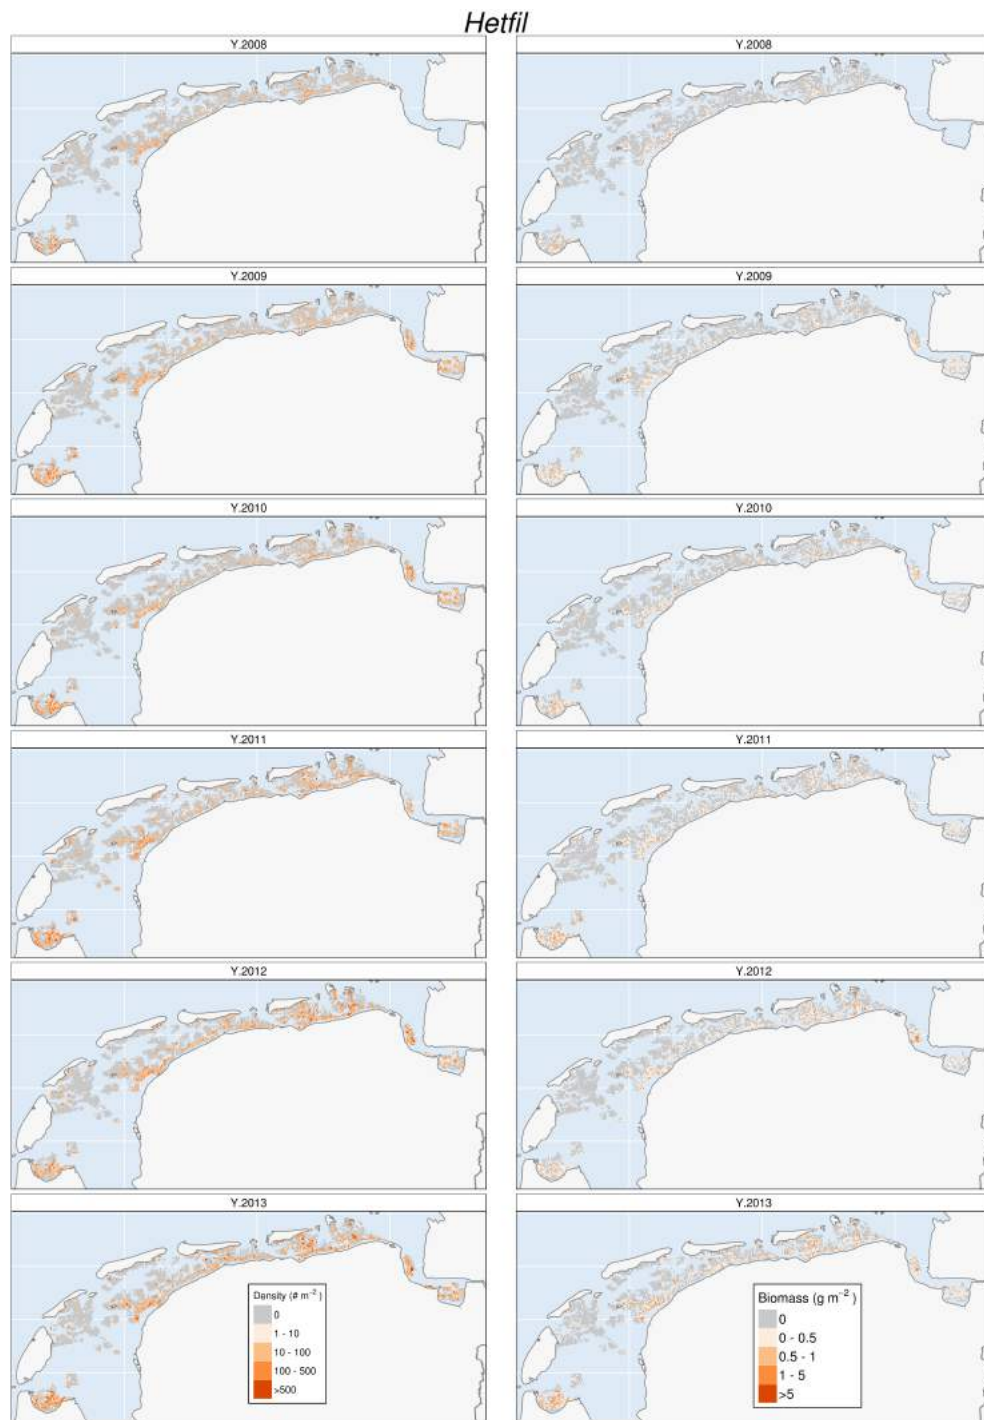 Hetfil
Y.2008
Y.2008
Y.2009
Y.2009
Y.2010
Y.2010
Y.2011
Y.2011
Y.2012
Y.2012
Y.2013
Y.2013
Density (# m⁻²)
0
1 - 10
10 - 100
100 - 500
>500
Biomass (g m⁻²)
0
0 - 0.5
0.5 - 1
1 - 5
>5